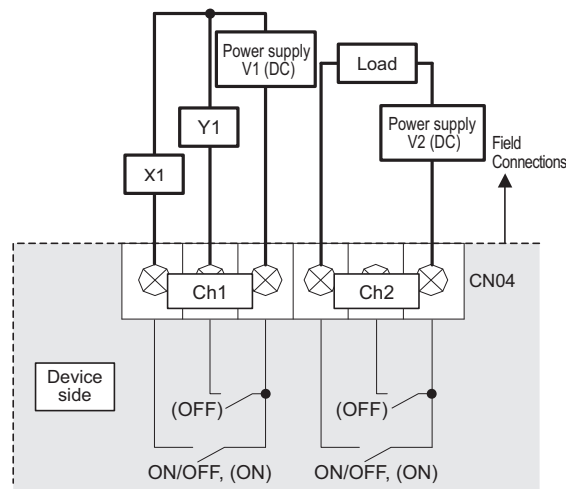 Power supply
V1 (DC)
Load
Y1
Power supply
V2 (DC)
Field
Connections
X1
Ch1
Ch2
CN04
Device
side
(OFF)
(OFF)
ON/OFF, (ON)
ON/OFF, (ON)